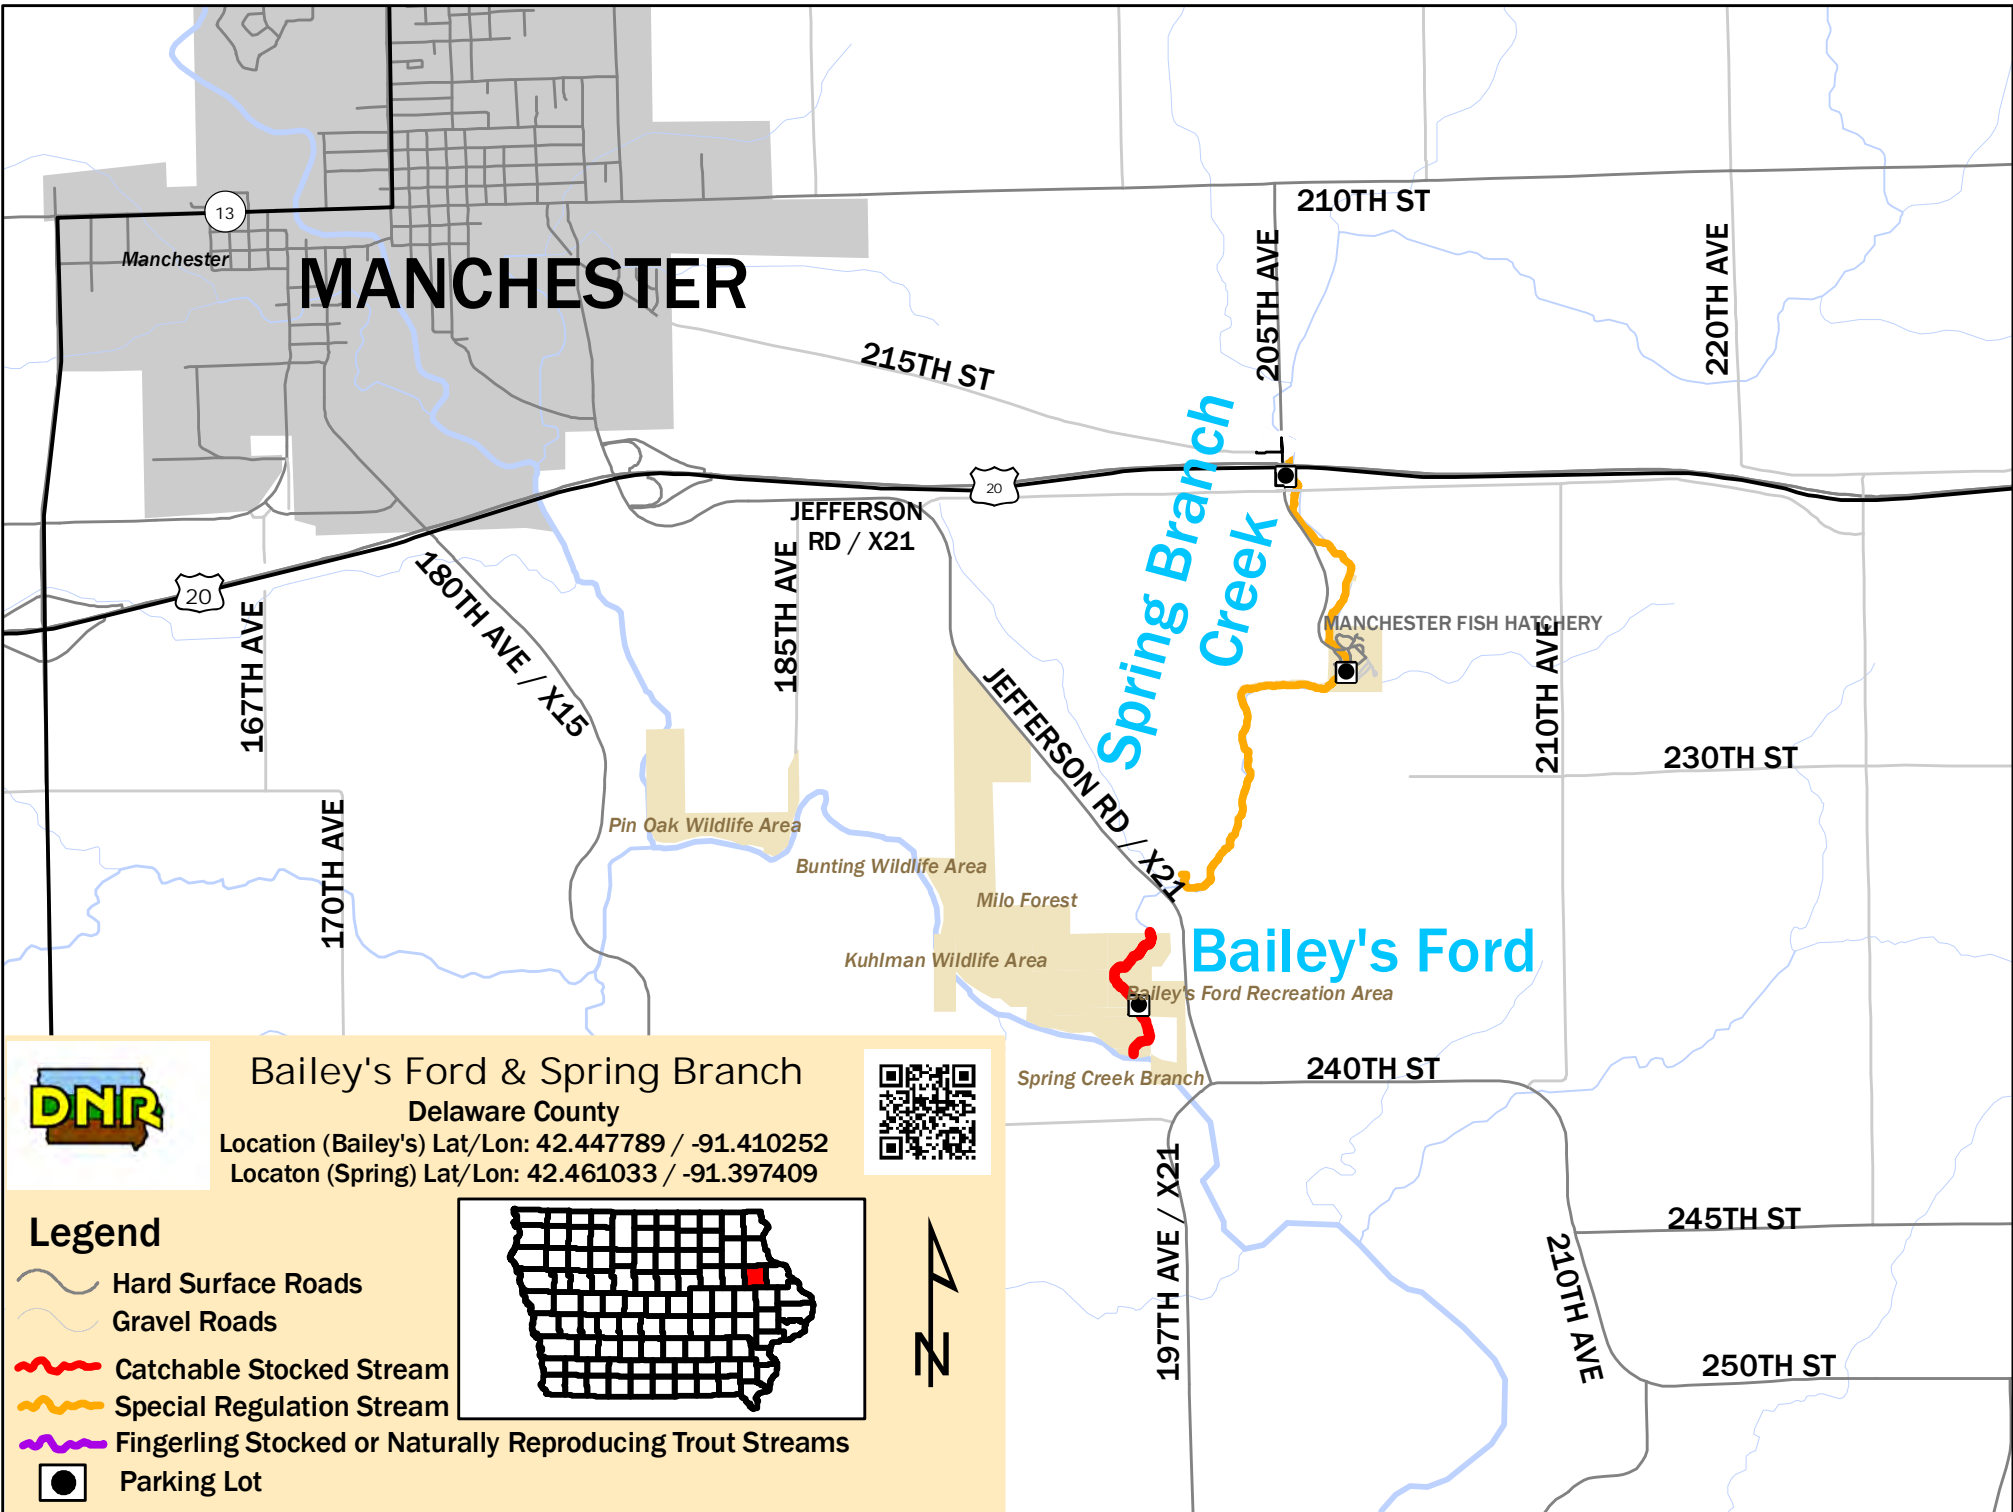 210TH ST
13
Manchester
MANCHESTER
205TH AVE
220TH AVE
215TH ST
20
JEFFERSON
RD / X21
Spring Branch
Creek
180TH AVE / X15
185TH AVE
20
167TH AVE
MANCHESTER FISH HATCHERY
210TH AVE
JEFFERSON RD / X21
230TH ST
170TH AVE
Pin Oak Wildlife Area
Bunting Wildlife Area
Milo Forest
Bailey's Ford
Kuhlman Wildlife Area
Bailey's Ford Recreation Area
240TH ST
Spring Creek Branch
197TH AVE / X21
245TH ST
210TH AVE
250TH ST
DNR
Bailey's Ford & Spring Branch
Delaware County
Location (Bailey's) Lat/Lon: 42.447789 / -91.410252
Locaton (Spring) Lat/Lon: 42.461033 / -91.397409
Legend
Hard Surface Roads
Gravel Roads
Catchable Stocked Stream
Special Regulation Stream
Fingerling Stocked or Naturally Reproducing Trout Streams
Parking Lot
N